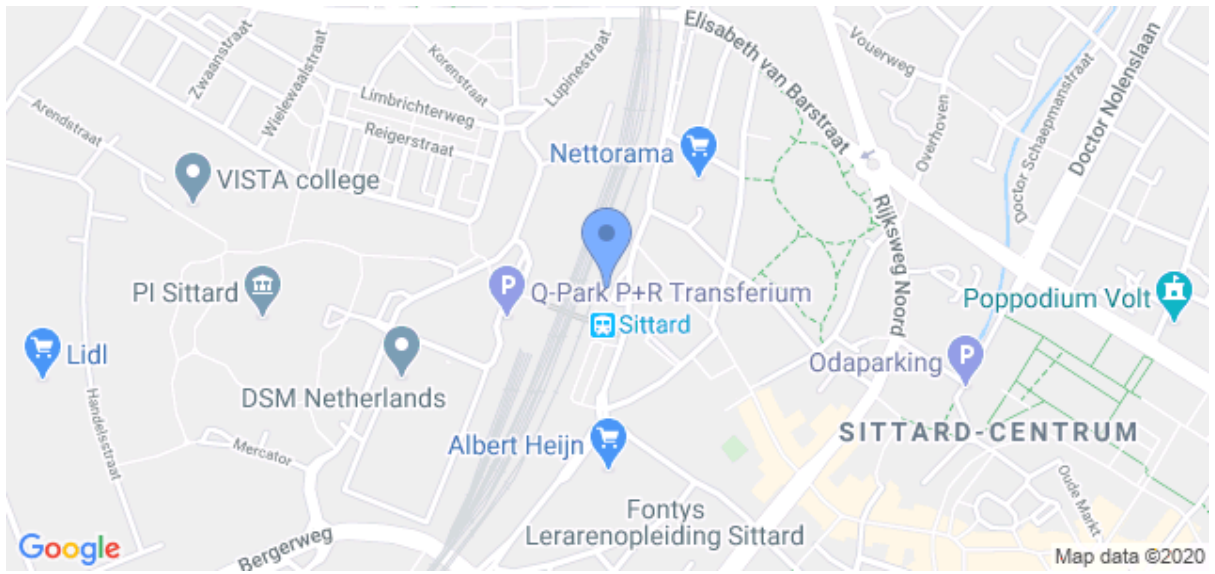 Elisabeth van Barstraat
Vouerweg
Doctor Nolenslaan
Doctor Schaepmanstraat
Overhoven
Zwaanstraat
Wielewaalstraat
Korenstraat
Lupinestraat
Limbrichterweg
Reigerstraat
Arendstraat
Nettorama
VISTA college
Rijksweg Noord
PI Sittard
Q-Park P+R Transferium
Poppodium Volt
Sittard
Lidl
Odaparking
DSM Netherlands
Handelsstraat
Mercator
Albert Heijn
SITTARD-CENTRUM
Oude Markt
Fontys
Lerarenopleiding Sittard
Bergerweg
Google
Map data ©2020
P
P